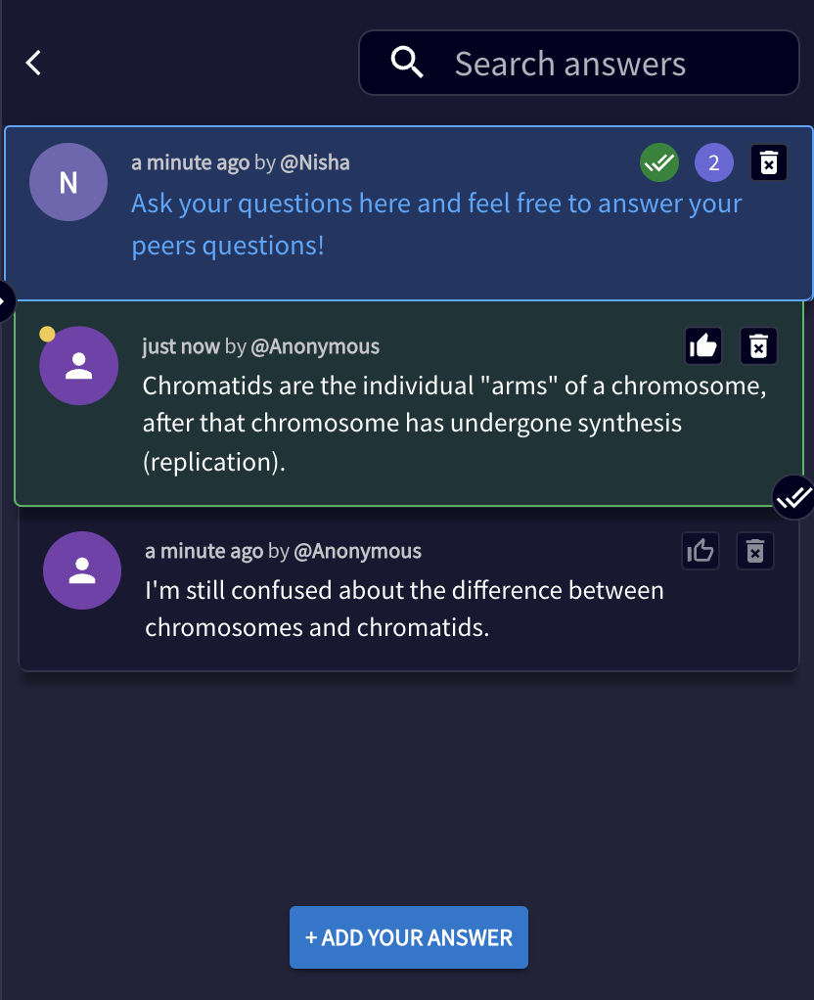 Search answers
N
a minute ago by @Nisha
2
Ask your questions here and feel free to answer your
peers questions!
just now by @Anonymous
Chromatids are the individual "arms" of a chromosome,
after that chromosome has undergone synthesis
(replication).
a minute ago by @Anonymous
I'm still confused about the difference between
chromosomes and chromatids.
+ ADD YOUR ANSWER